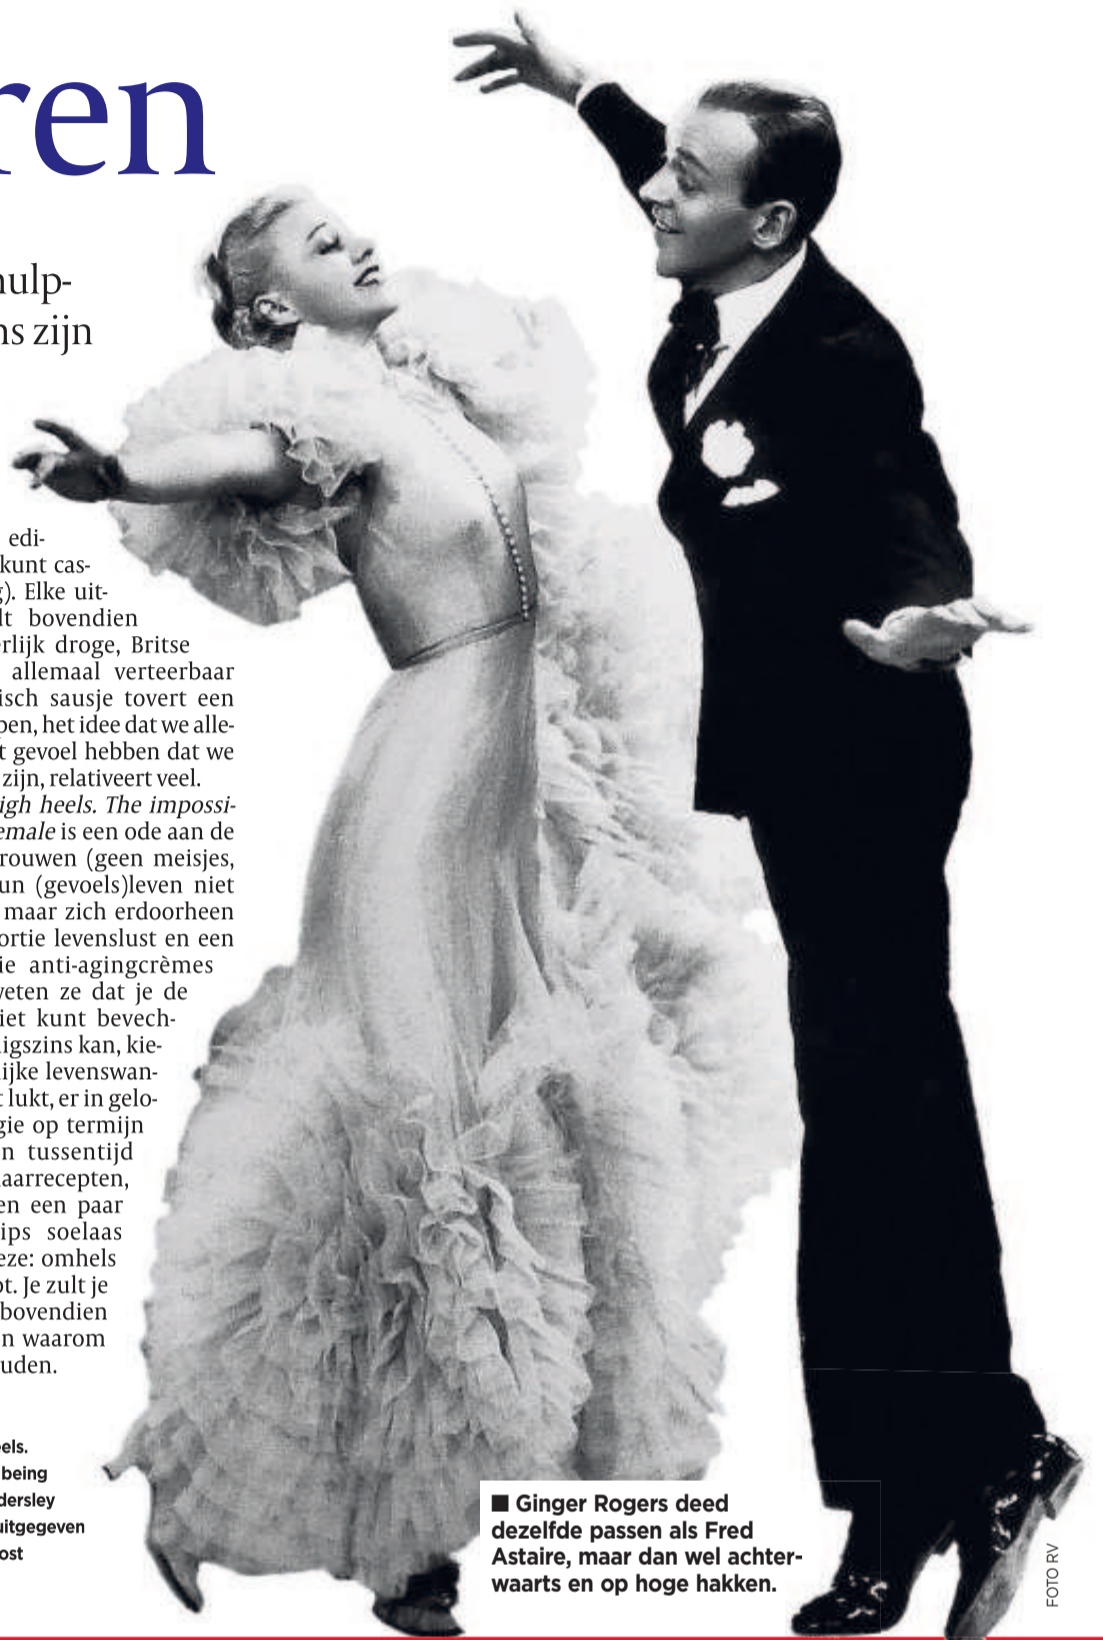 ren
hulp-
ns zijn
edi-
kunt cas-
g). Elke uit-
lt bovendien
erlijk droge, Britse
allemaal verteerbaar
isch sausje tovert een
pen, het idee dat we alle-
t gevoel hebben dat we
zijn, relativeert veel.
igh heels. The impossi-
emale is een ode aan de
rouwen (geen meisjes,
un (gevoels)leven niet
maar zich erdoorheen
ortie levenslust en een
ie anti-agingcrèmes
veten ze dat je de
iet kunt bevech-
igszins kan, kie-
ijke levenswan-
t lukt, er in gelo-
gie op termijn
n tussentijd
aarrecepten,
en een paar
ips soelaas
eze: omhels
ot. Je zult je
bovendien
n waarom
uden.
els.
being
dersley
uitgegeven
ost
■ Ginger Rogers deed
dezelfde passen als Fred
Astaire, maar dan wel achter-
waarts en op hoge hakken.
FOTO RV